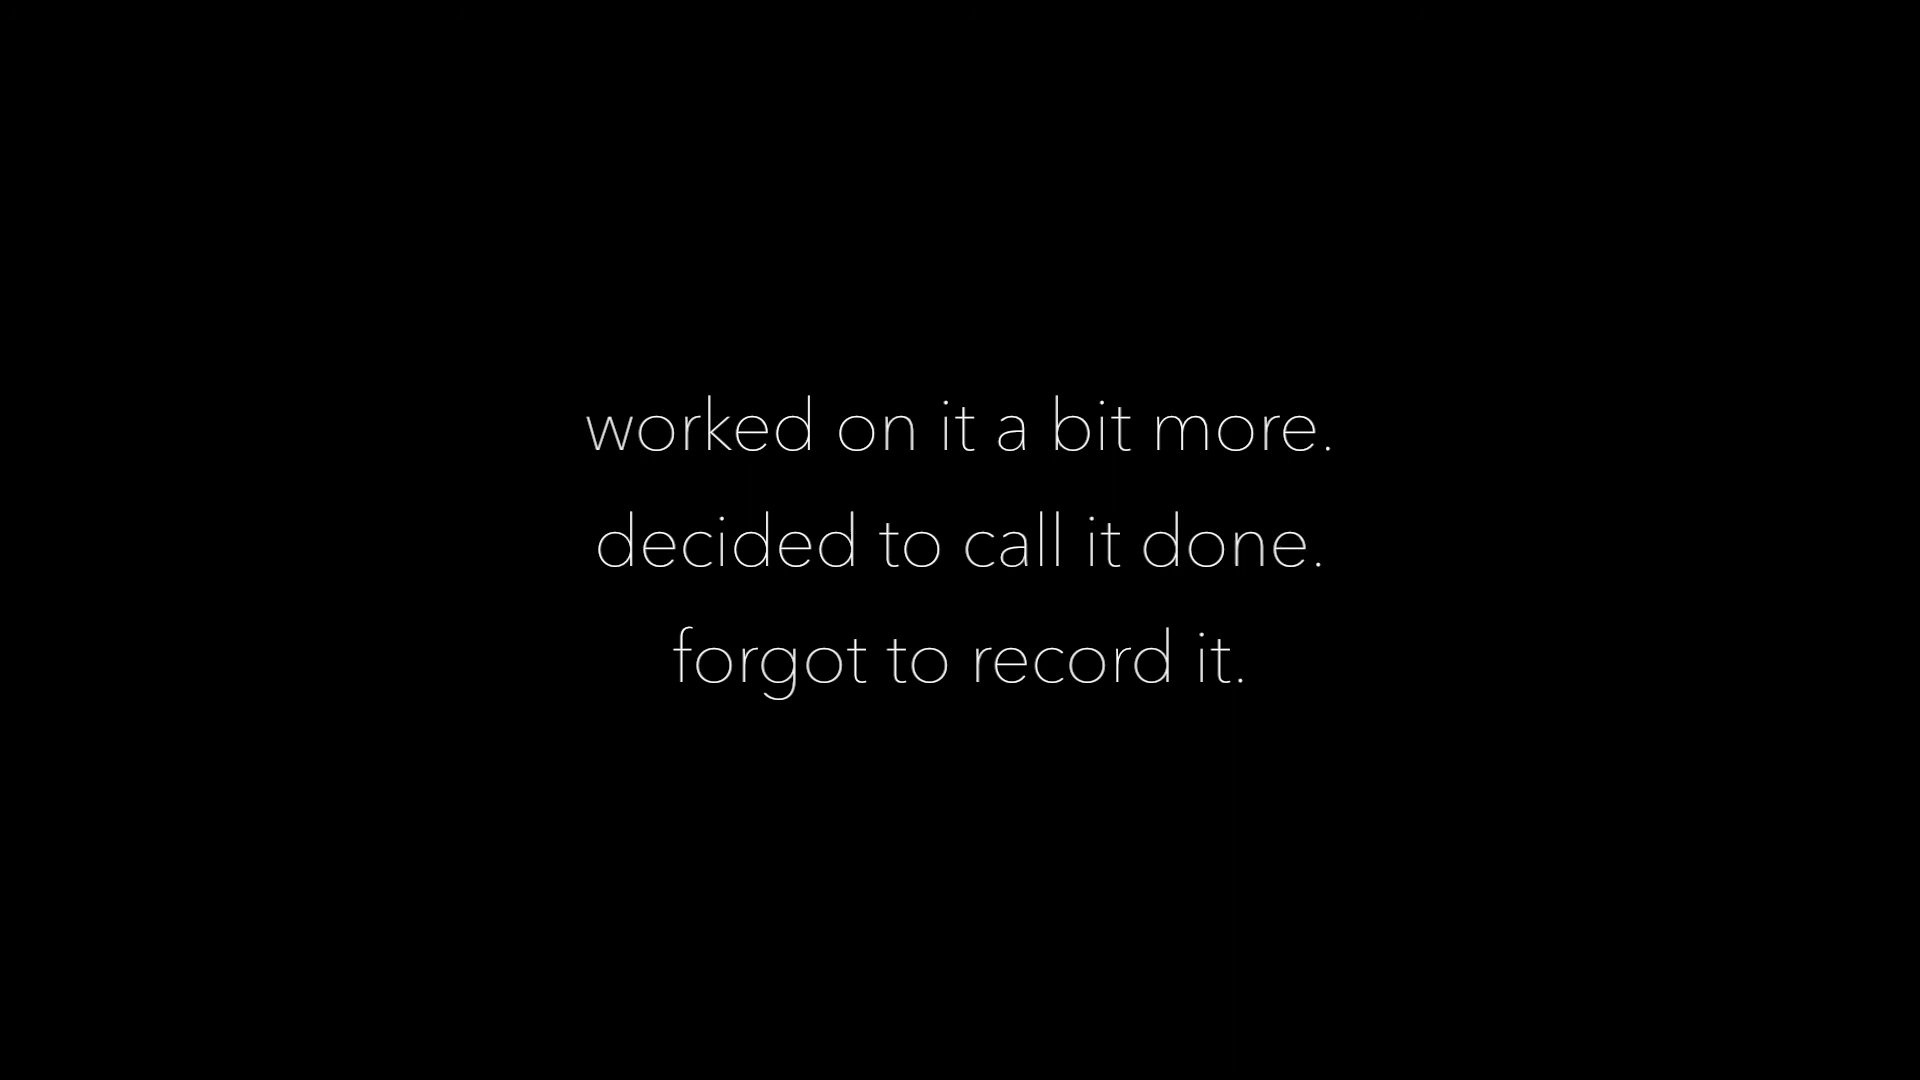 worked on it a bit more.
decided to call it done.
forgot to record it.